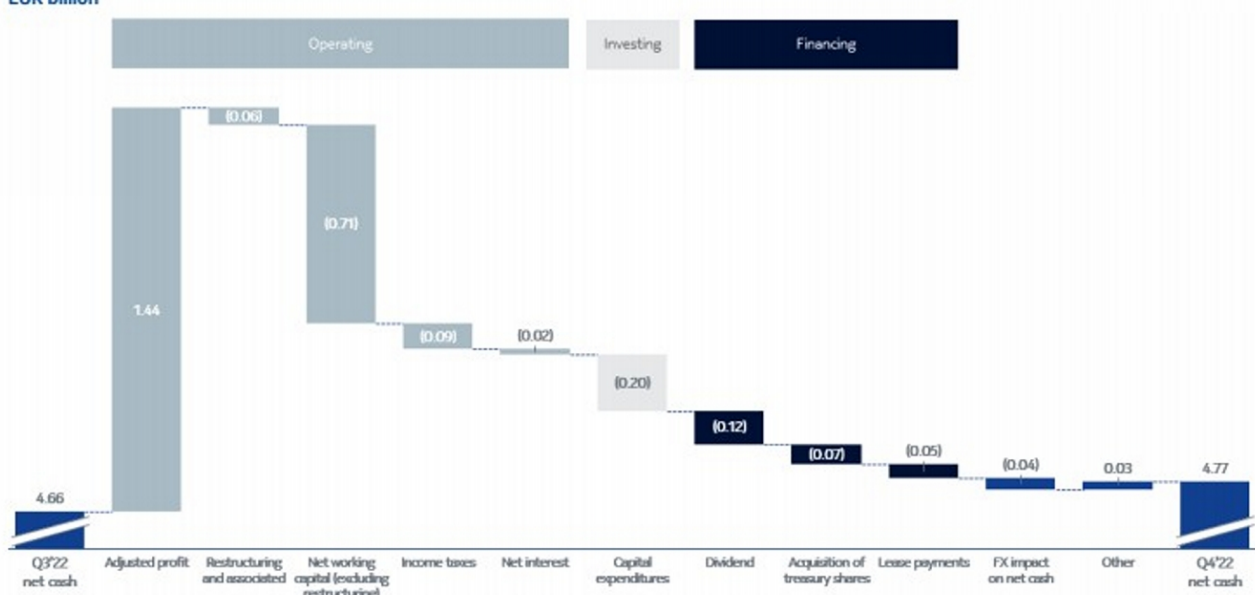 EUR billion
Operating
Investing
Financing
(0.06)
(0.71)
1.44
(0.09)
(0.02)
(0.20)
(0.12)
(0.07)
(0.05)
(0.04)
0.03
4.66
4.77
Q3'22
net cash
Adjusted profit
Restructuring
and associated
Net working
capital (excluding
restructuring)
Income taxes
Net interest
Capital
expenditures
Dividend
Acquisition of
treasury shares
Lease payments
FX impact
on net cash
Other
Q4'22
net cash